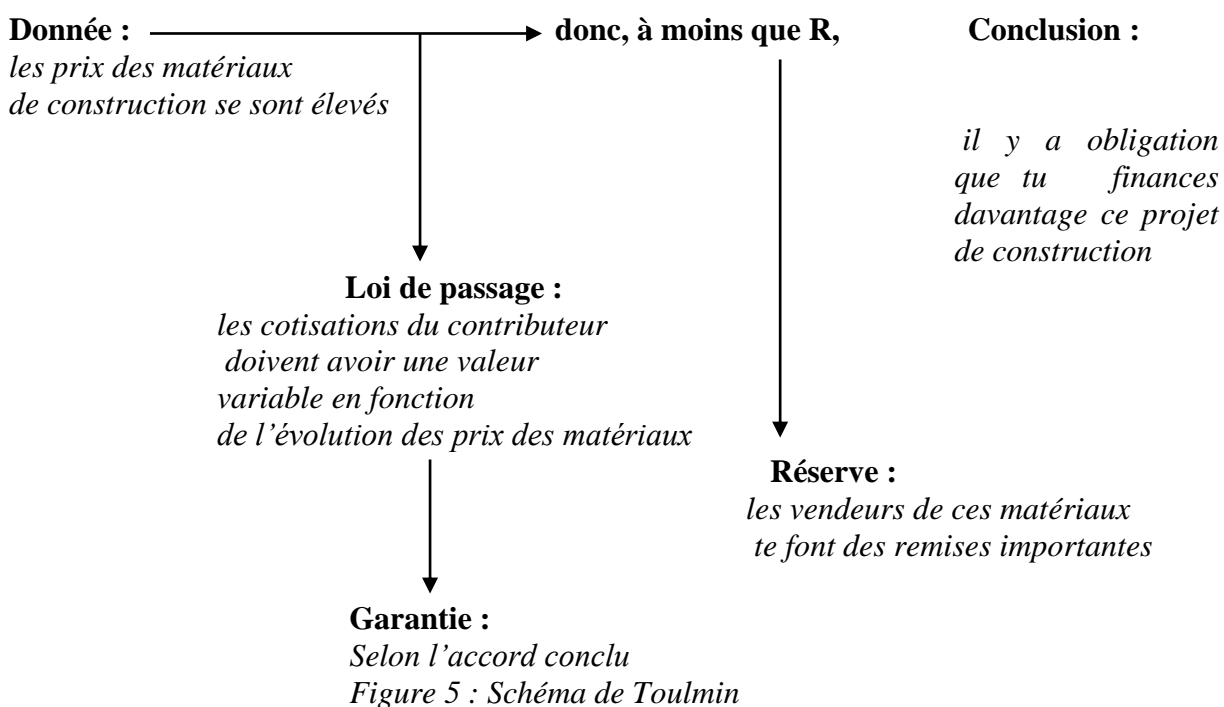 Donnée : donc, à moins que R, Conclusion :
les prix des matériaux
de construction se sont élevés
il y a obligation
que tu finances
davantage ce projet
de construction
Loi de passage :
les cotisations du contributeur
doivent avoir une valeur
variable en fonction
de l’évolution des prix des matériaux
Réserve :
les vendeurs de ces matériaux
te font des remises importantes
Garantie :
Selon l’accord conclu
Figure 5 : Schéma de Toulmin